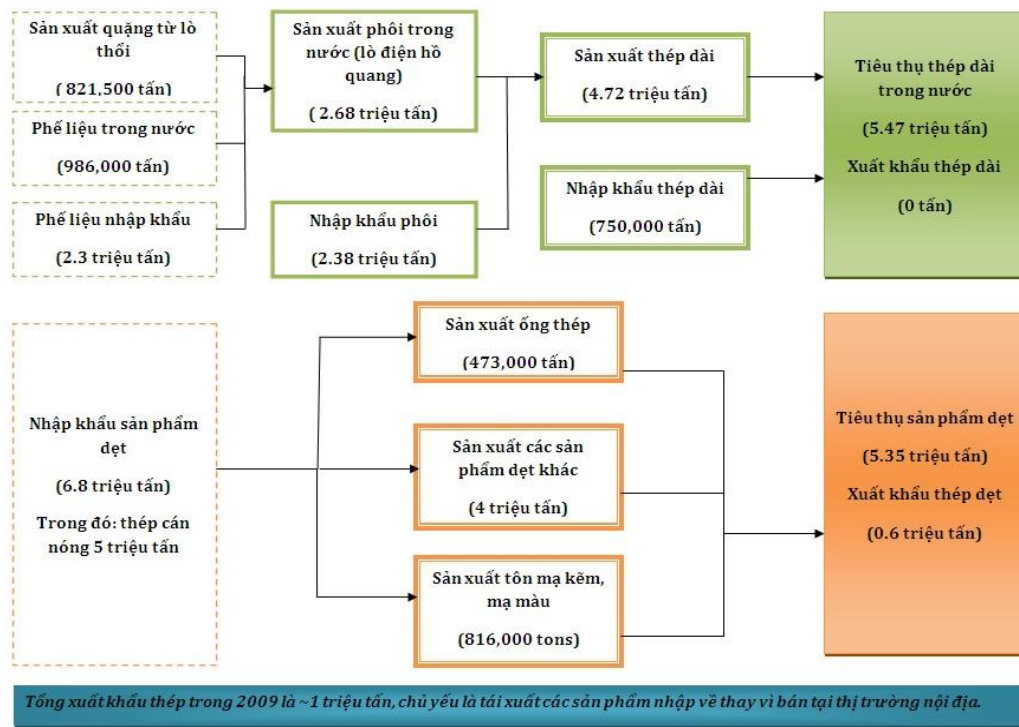 Sản xuất quặng từ lò
thổi
( 821,500 tấn)
Phế liệu trong nước
(986,000 tấn)
Phế liệu nhập khẩu
(2.3 triệu tấn)
Sản xuất phôi trong
nước (lò điện hồ
quang)
( 2.68 triệu tấn)
Nhập khẩu phôi
(2.38 triệu tấn)
Sản xuất thép dài
(4.72 triệu tấn)
Nhập khẩu thép dài
(750,000 tấn)
Tiêu thụ thép dài
trong nước
(5.47 triệu tấn)
Xuất khẩu thép dài
(0 tấn)
Nhập khẩu sản phẩm
dẹt
(6.8 triệu tấn)
Trong đó: thép cán
nóng 5 triệu tấn
Sản xuất ống thép
(473,000 tấn)
Sản xuất các sản
phẩm dẹt khác
(4 triệu tấn)
Sản xuất tôn mạ kẽm,
mạ màu
(816,000 tons)
Tiêu thụ sản phẩm dẹt
(5.35 triệu tấn)
Xuất khẩu thép dẹt
(0.6 triệu tấn)
Tổng xuất khẩu thép trong 2009 là ~1 triệu tấn, chủ yếu là tái xuất các sản phẩm nhập về thay vì bán tại thị trường nội địa.